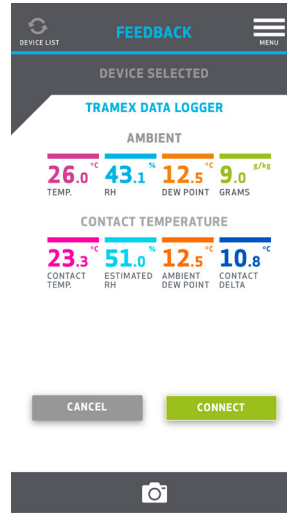 FEEDBACK
DEVICE LIST
MENU
DEVICE SELECTED
TRAMEX DATA LOGGER
AMBIENT
26.0 °C 43.1 % 12.5 °C 9.0 g/kg
TEMP. RH DEW POINT GRAMS
CONTACT TEMPERATURE
23.3 °C 51.0 % 12.5 °C 10.8 °C
CONTACT ESTIMATED AMBIENT CONTACT
TEMP. RH DEW POINT DELTA
CANCEL CONNECT